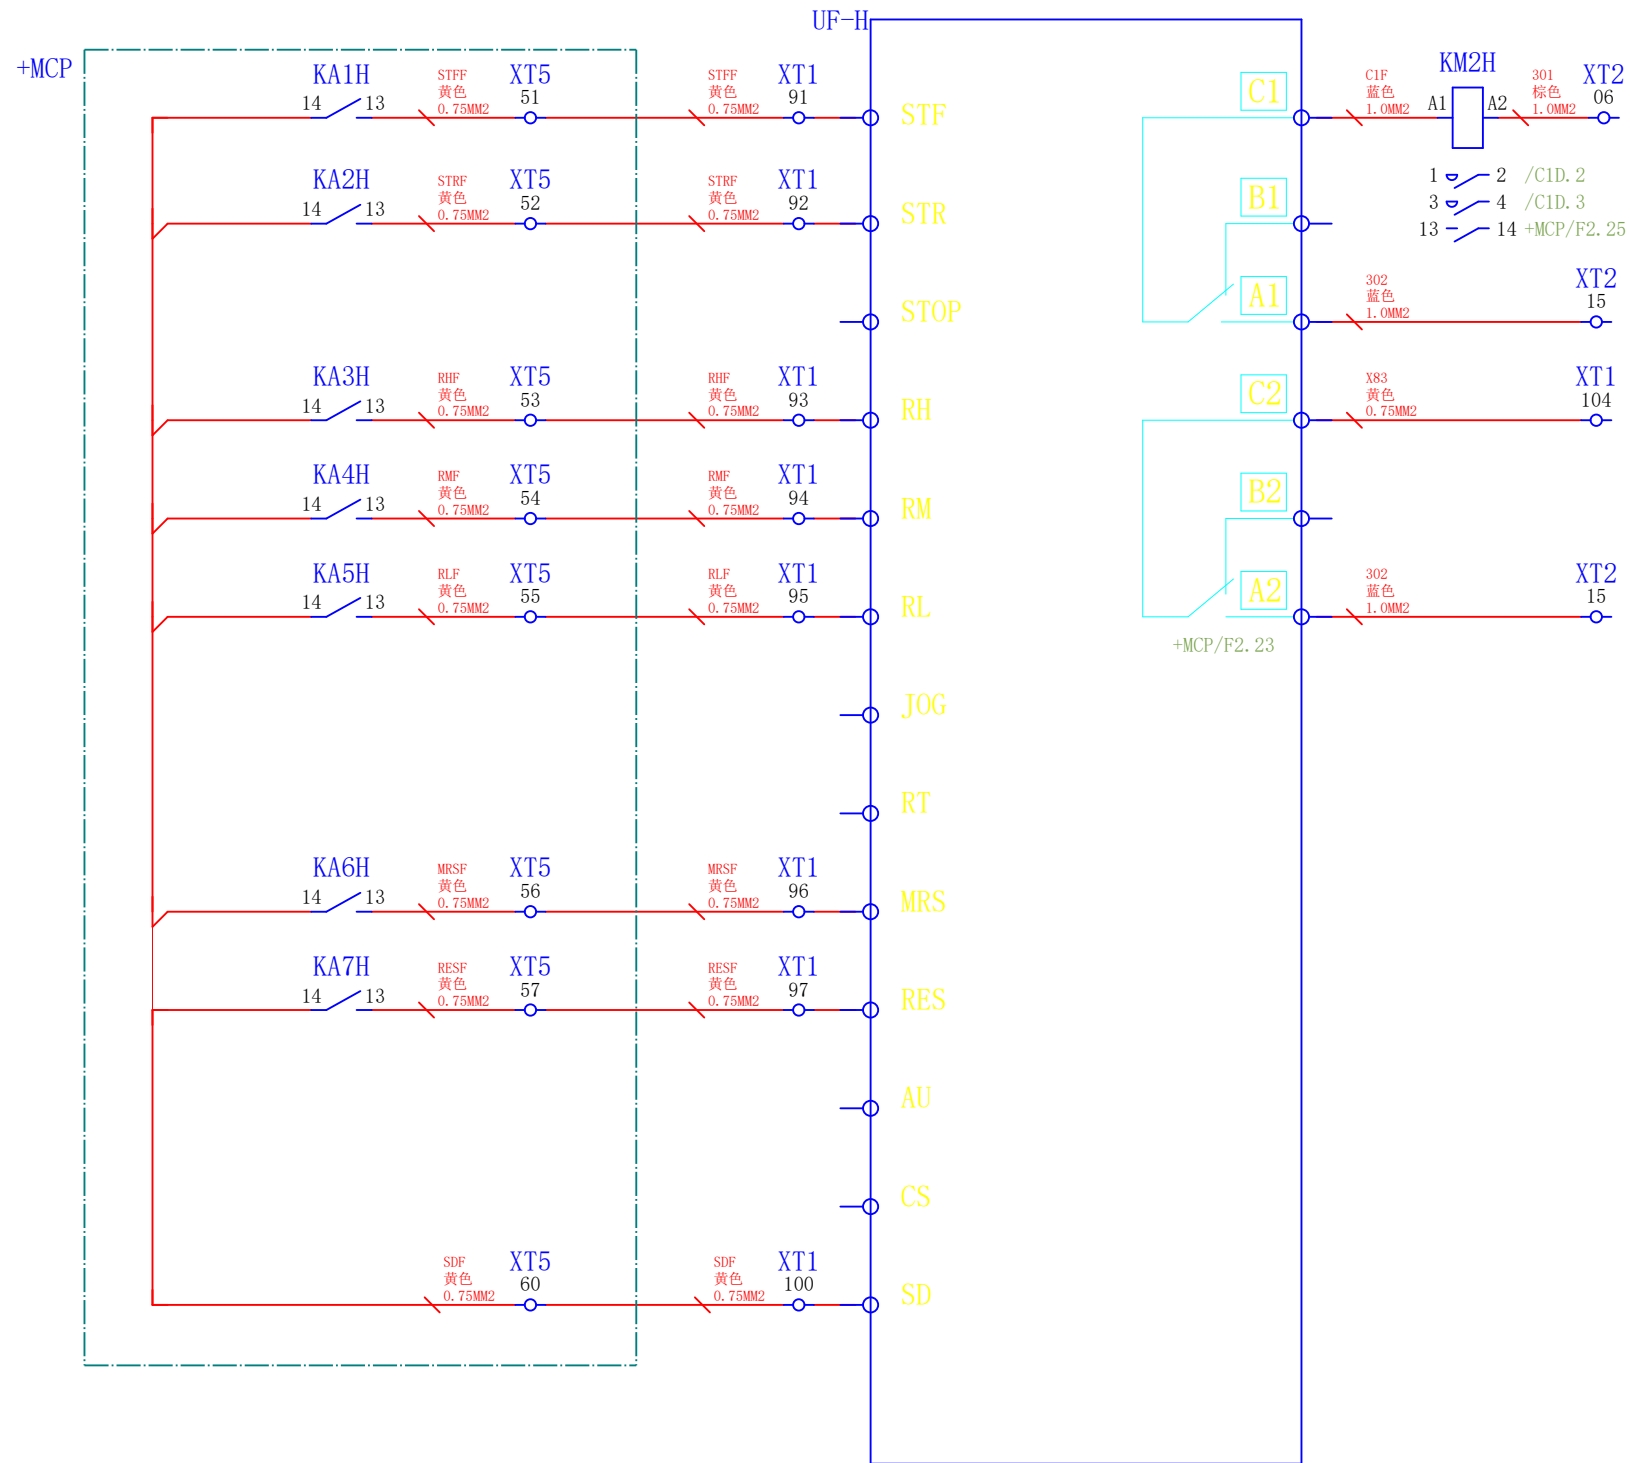 UF-H
+MCP
KA1H
14 13
STFF
黄色
0.75MM2
XT5
51
STFF
黄色
0.75MM2
XT1
91
STF
C1
C1F
蓝色
1.0MM2
KM2H
A1 A2
301
棕色
1.0MM2
XT2
06
1 2 /C1D.2
3 4 /C1D.3
13 14 +MCP/F2.25
KA2H
14 13
STRF
黄色
0.75MM2
XT5
52
STRF
黄色
0.75MM2
XT1
92
STR
B1
STOP
A1
302
蓝色
1.0MM2
XT2
15
KA3H
14 13
RHF
黄色
0.75MM2
XT5
53
RHF
黄色
0.75MM2
XT1
93
RH
C2
X83
黄色
0.75MM2
XT1
104
KA4H
14 13
RMF
黄色
0.75MM2
XT5
54
RMF
黄色
0.75MM2
XT1
94
RM
B2
KA5H
14 13
RLF
黄色
0.75MM2
XT5
55
RLF
黄色
0.75MM2
XT1
95
RL
A2
302
蓝色
1.0MM2
XT2
15
+MCP/F2.23
JOG
RT
KA6H
14 13
MRSF
黄色
0.75MM2
XT5
56
MRSF
黄色
0.75MM2
XT1
96
MRS
KA7H
14 13
RESF
黄色
0.75MM2
XT5
57
RESF
黄色
0.75MM2
XT1
97
RES
AU
CS
SDF
黄色
0.75MM2
XT5
60
SDF
黄色
0.75MM2
XT1
100
SD